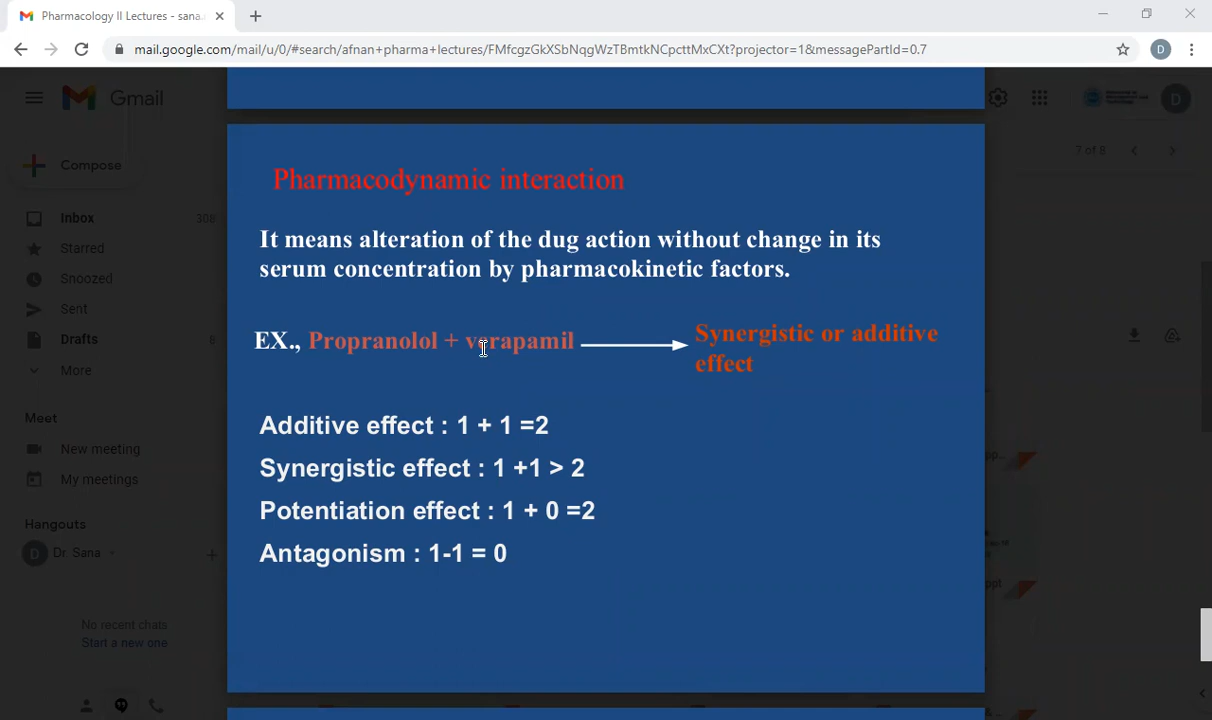 Pharmacology II Lectures - sana.
mail.google.com/mail/u/0/#search/afnan+pharma+lectures/FMfcgzGkXSbNqgWzTBmtkNCpcttMxCXt?projector=1&messagePartId=0.7
D
Gmail
D
Compose
7 of 8
Inbox 308
Starred
Snoozed
Sent
Drafts 1
More
Meet
New meeting
My meetings
Hangouts
D Dr. Sana
No recent chats
Start a new one
Pharmacodynamic interaction
It means alteration of the dug action without change in its
serum concentration by pharmacokinetic factors.
EX., Propranolol + verapamil
Synergistic or additive
effect
Additive effect : 1 + 1 =2
Synergistic effect : 1 +1 > 2
Potentiation effect : 1 + 0 =2
Antagonism : 1-1 = 0
ppt